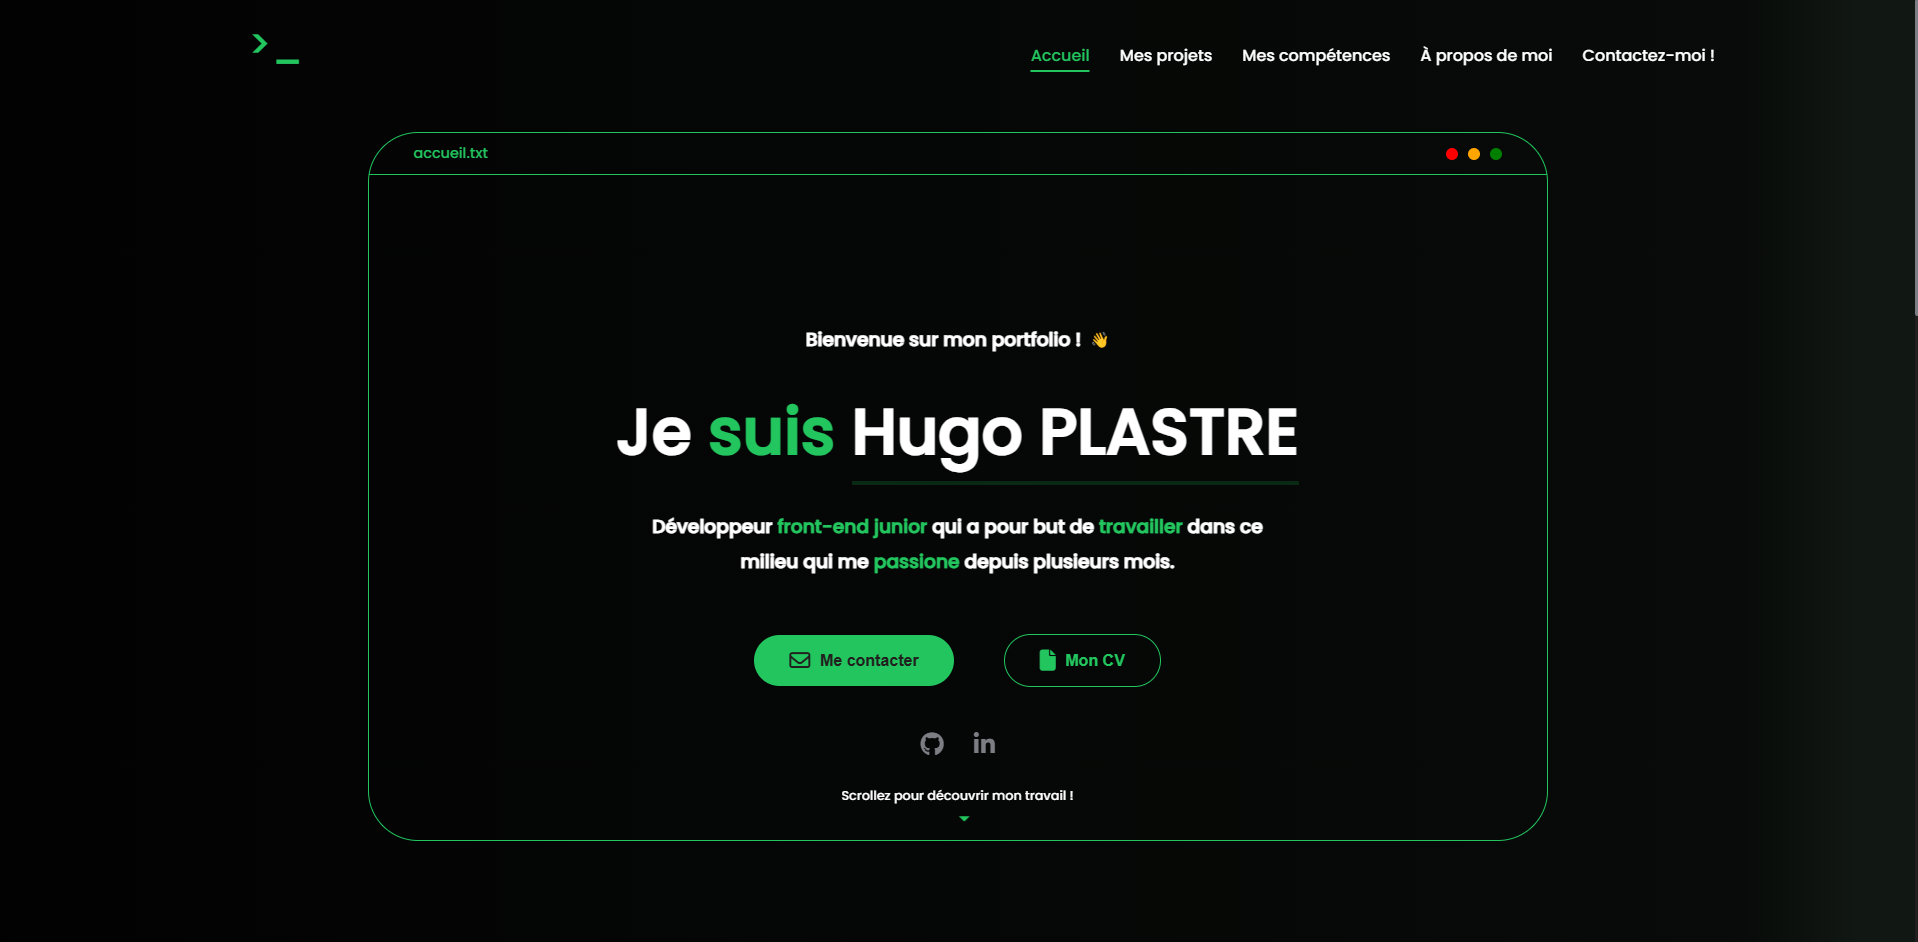 >_
Accueil Mes projets Mes compétences À propos de moi Contactez-moi !
accueil.txt
Bienvenue sur mon portfolio ! 👋
Je suis Hugo PLASTRE
Développeur front-end junior qui a pour but de travailler dans ce
milieu qui me passione depuis plusieurs mois.
Me contacter Mon CV
in
Scrollez pour découvrir mon travail !